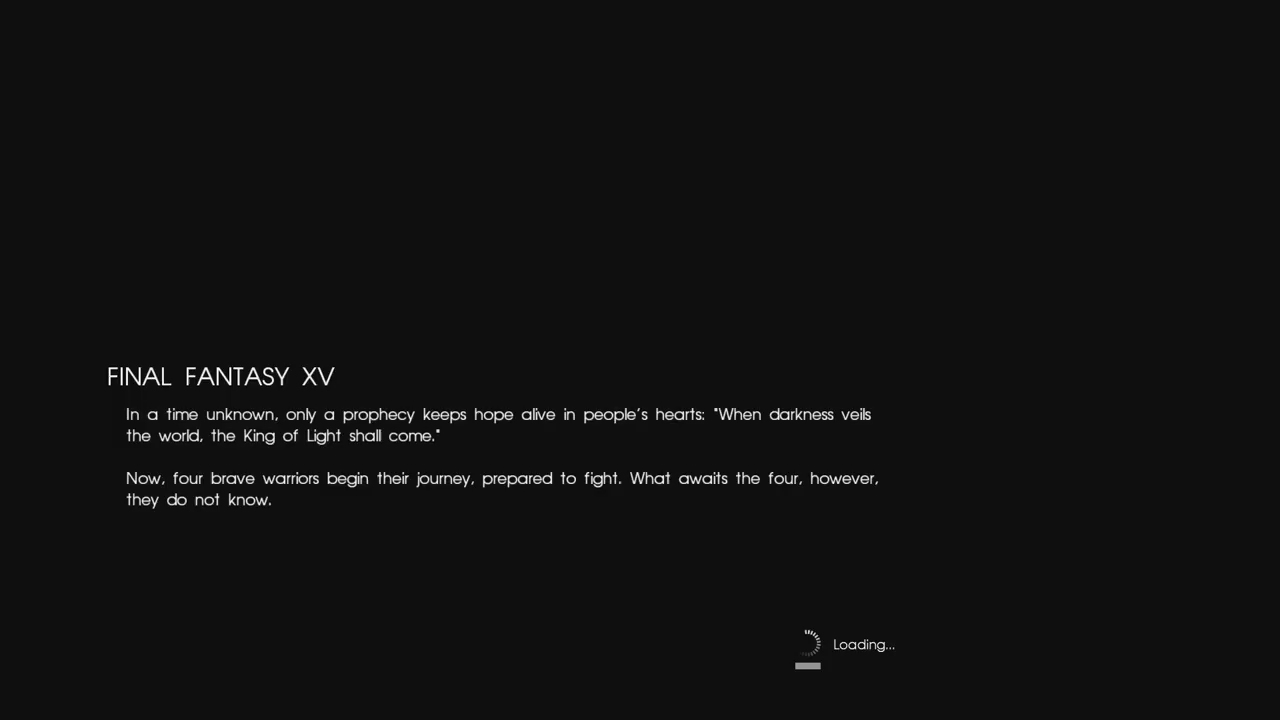 FINAL FANTASY XV
In a time unknown, only a prophecy keeps hope alive in people's hearts: "When darkness veils
the world, the King of Light shall come."
Now, four brave warriors begin their journey, prepared to fight. What awaits the four, however,
they do not know.
Loading...